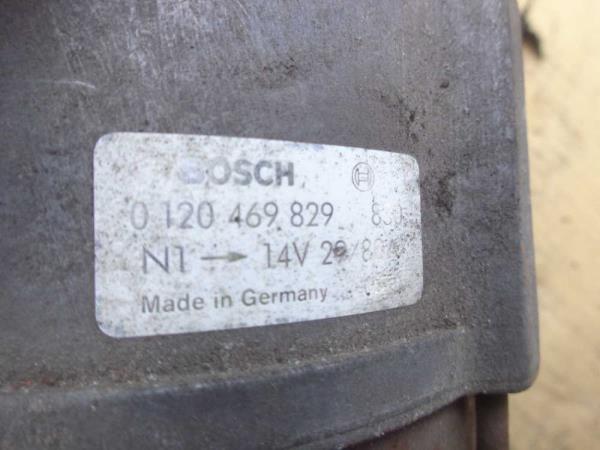 BOSCH
0 120 469 829
N1 → 14V
Made in Germany